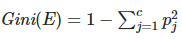 Gini(E) = 1 − ∑_{j=1}^{c} p_j^2